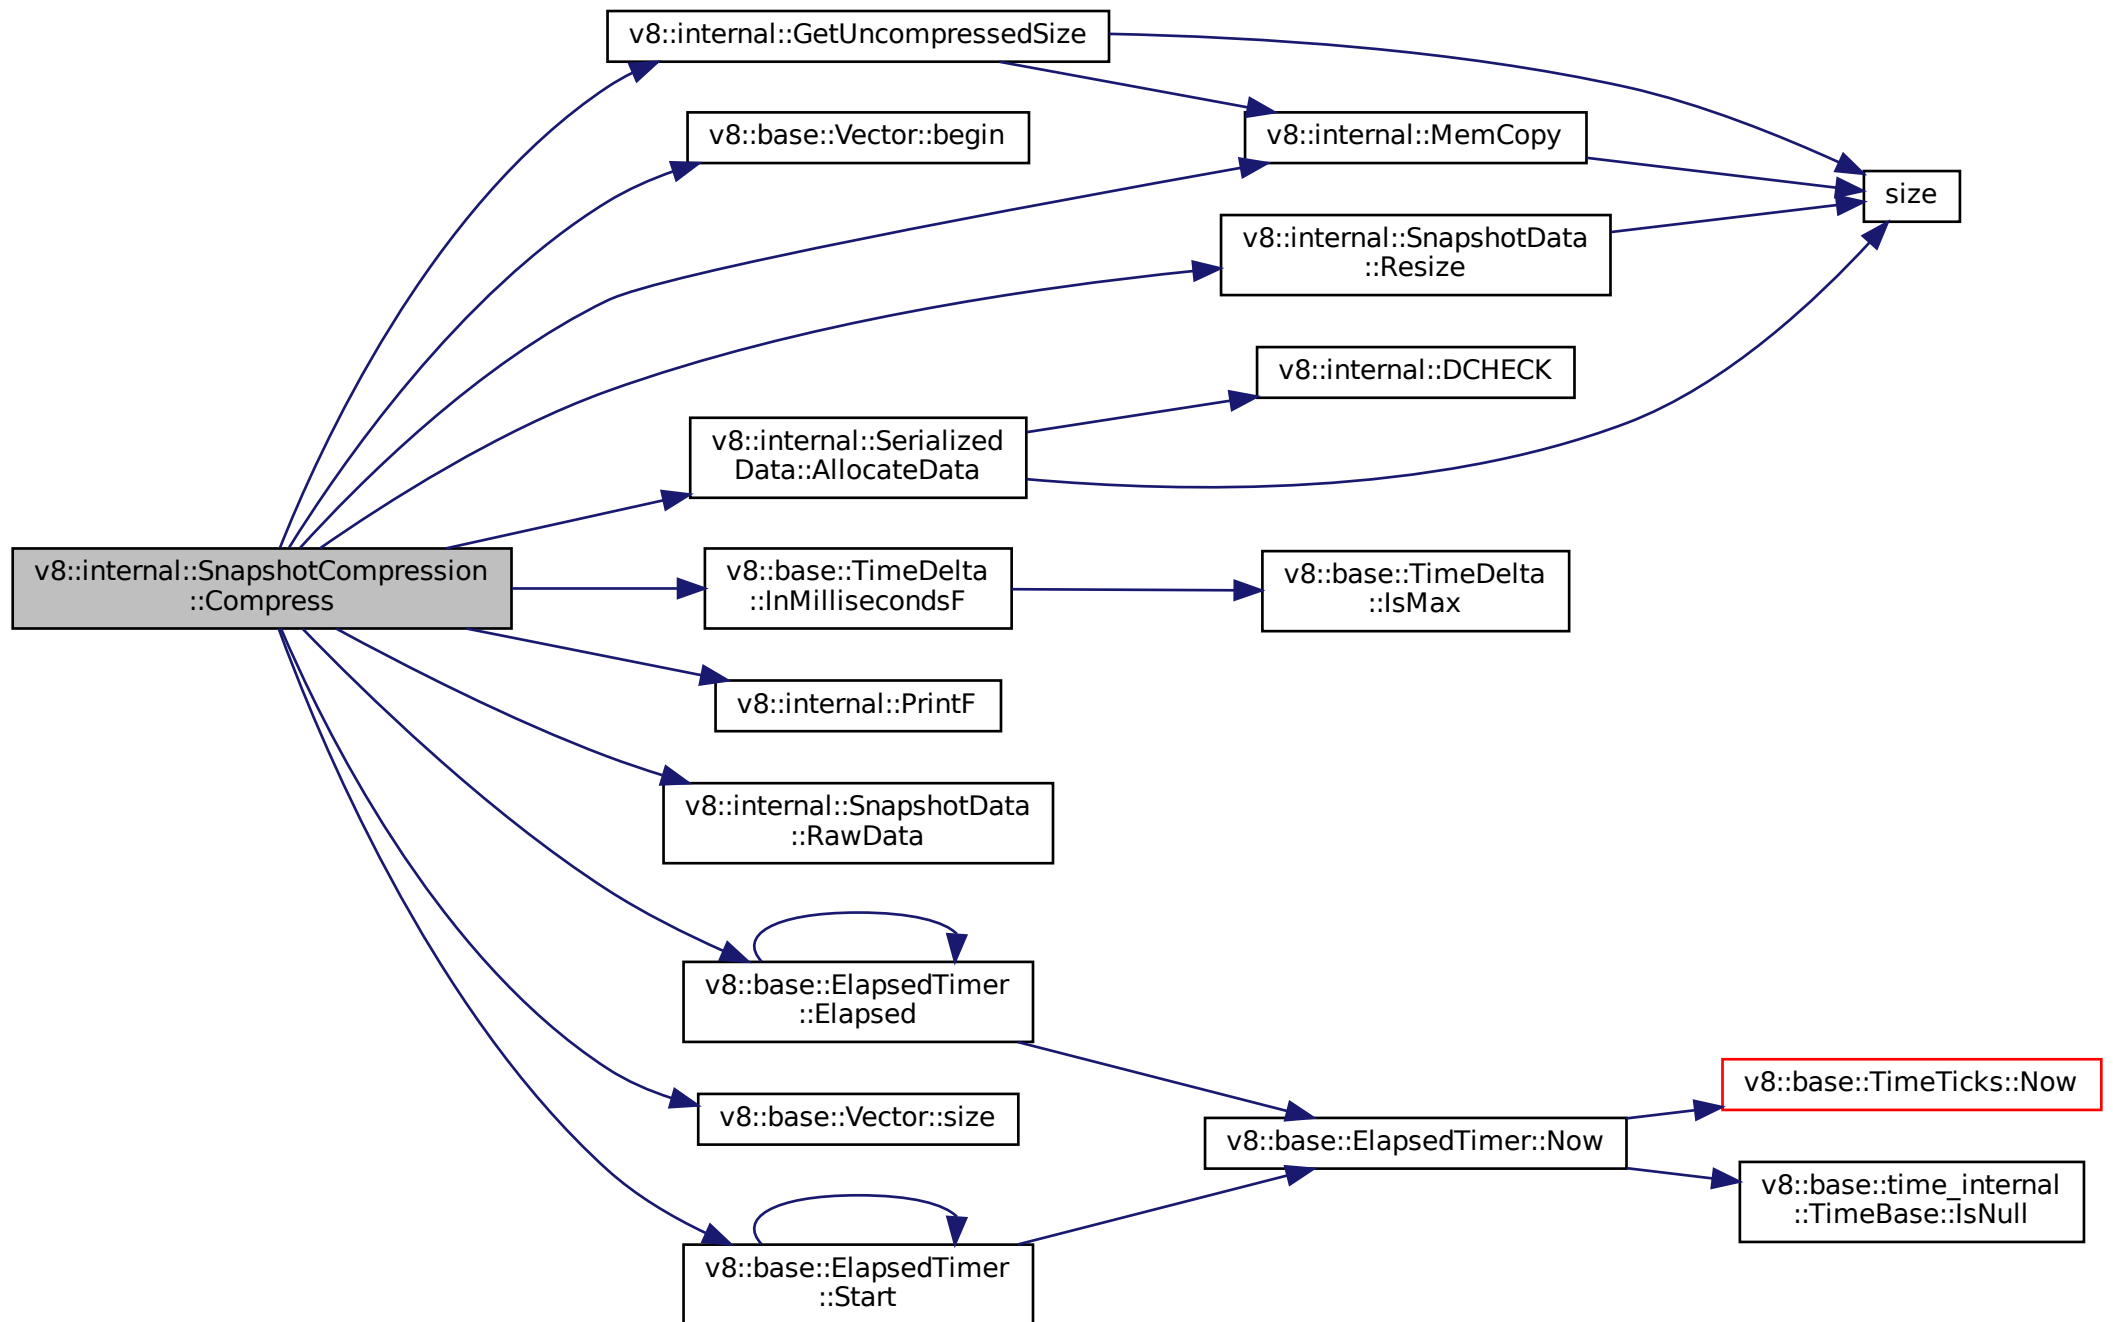 v8::internal::GetUncompressedSize
v8::base::Vector::begin
v8::internal::MemCopy
size
v8::internal::SnapshotData
::Resize
v8::internal::DCHECK
v8::internal::Serialized
Data::AllocateData
v8::internal::SnapshotCompression
::Compress
v8::base::TimeDelta
::InMillisecondsF
v8::base::TimeDelta
::IsMax
v8::internal::PrintF
v8::internal::SnapshotData
::RawData
v8::base::ElapsedTimer
::Elapsed
v8::base::TimeTicks::Now
v8::base::Vector::size
v8::base::ElapsedTimer::Now
v8::base::time_internal
::TimeBase::IsNull
v8::base::ElapsedTimer
::Start